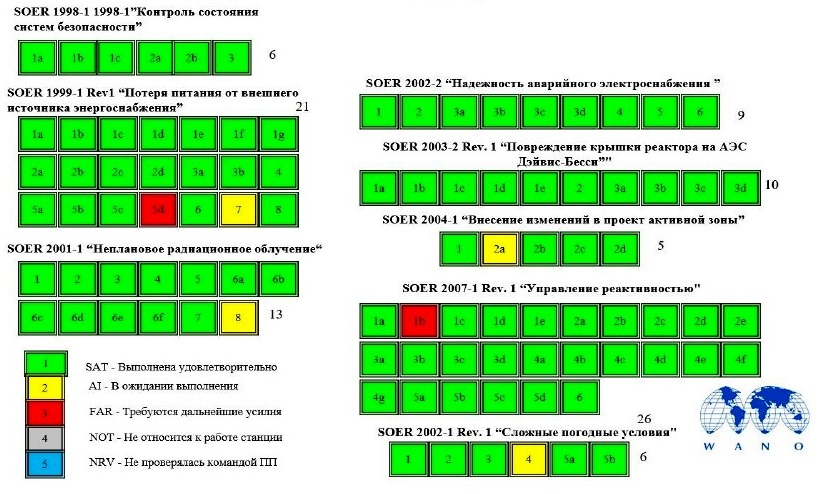 SOER 1998-1 1998-1”Контроль состояния
систем безопасности”
1a 1b 1c 2a 2b 3 6
SOER 1999-1 Rev1 “Потеря питания от внешнего
источника энергоснабжения” 21
1a 1b 1c 1d 1e 1f 1g
2a 2b 2c 2d 3a 3b 4
5a 5b 5c 5d 6 7 8
SOER 2001-1 “Неплановое радиационное облучение“
1 2 3 4 5 6a 6b
6c 6d 6e 6f 7 8 13
1 SAT - Выполнена удовлетворительно
2 AI - В ожидании выполнения
3 FAR - Требуются дальнейшие усилия
4 NOT - Не относится к работе станции
5 NRV - Не проверялась командой ПП
SOER 2002-2 “Надежность аварийного электроснабжения ”
1 2 3a 3b 3c 3d 4 5 6 9
SOER 2003-2 Rev. 1 “Повреждение крышки реактора на АЭС
Дэйвис-Бесси”"
1a 1b 1c 1d 1e 2 3a 3b 3c 3d 10
SOER 2004-1 “Внесение изменений в проект активной зоны”
1 2a 2b 2c 2d 5
SOER 2007-1 Rev. 1 “Управление реактивностью"
1a 1b 1c 1d 1e 2a 2b 2c 2d 2e
3a 3b 3c 3d 4a 4b 4c 4d 4e 4f
4g 5a 5b 5c 5d 6
26
SOER 2002-1 Rev. 1 “Сложные погодные условия"
1 2 3 4 5a 5b 6
WANO